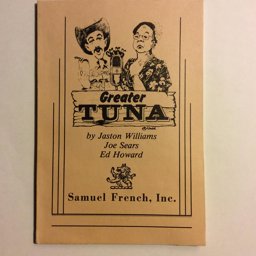 Greater
TUNA
by Jaston Williams
Joe Sears
Ed Howard
Samuel French, Inc.